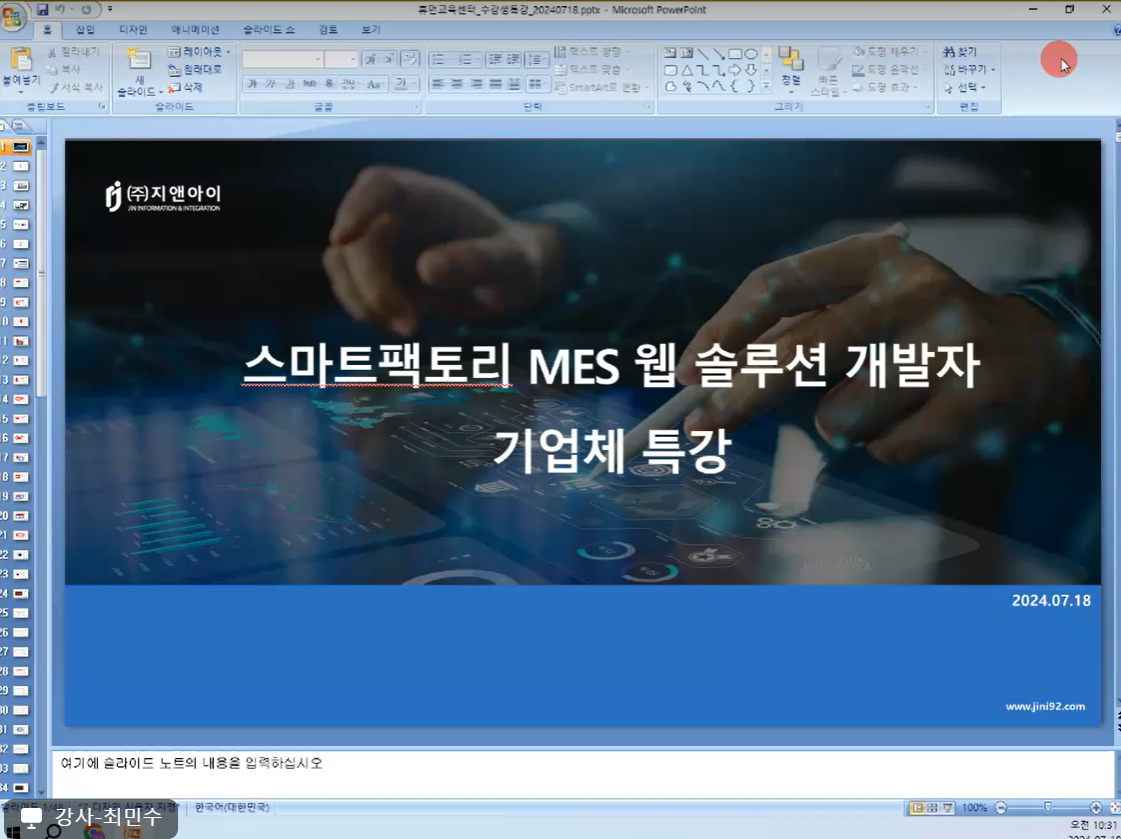 휴먼교육센터_수강생특강_20240718.pptx - Microsoft PowerPoint
홈 삽입 디자인 애니메이션 슬라이드 쇼 검토 보기
붙여넣기 잘라내기 복사 서식 복사
새 슬라이드 레이아웃 원래대로 삭제
텍스트 방향 텍스트 맞춤 SmartArt로 변환
정렬 빠른 스타일 도형 채우기 도형 윤곽선 도형 효과
찾기 바꾸기 선택
클립보드 슬라이드 글꼴 단락 그리기 편집
(주)지앤아이
JIN INFORMATION & INTEGRATION
스마트팩토리 MES 웹 솔루션 개발자
기업체 특강
2024.07.18
www.jini92.com
여기에 슬라이드 노트의 내용을 입력하십시오
한국어(대한민국)
100%
강사-최민수
오전 10:31